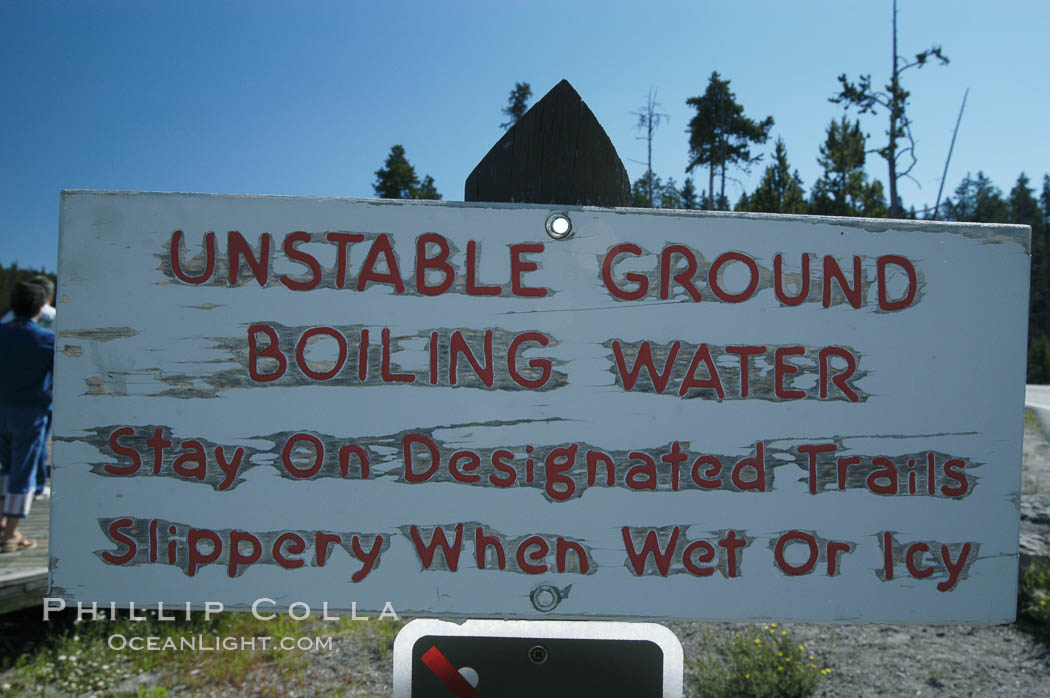 UNSTABLE GROUND
BOILING WATER
Stay On Designated Trails
Slippery When Wet Or Icy
PHILLIP COLLA
OCEANLIGHT.COM